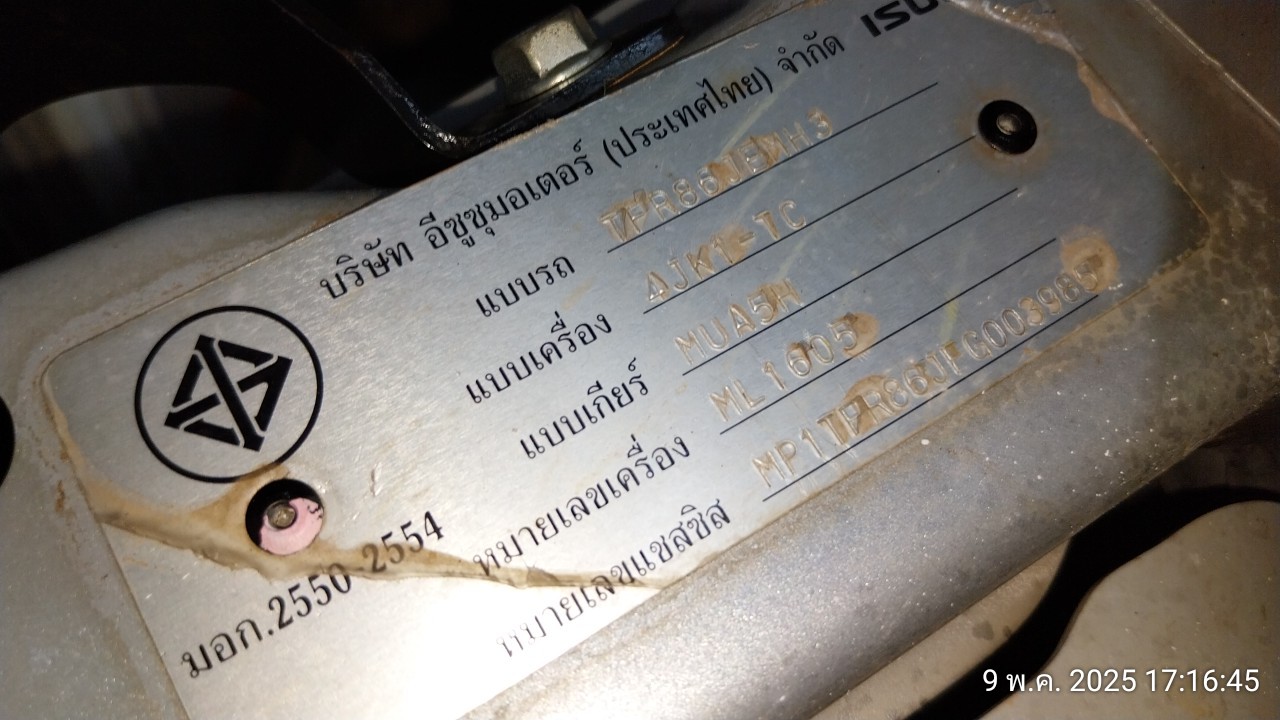 บริษัท อีซูซุมอเตอร์ (ประเทศไทย) จำกัด
แบบรถ TFR86JEMH3
แบบเครื่อง 4JK1-TC
แบบเกียร์ MUA5H
หมายเลขเครื่อง ML1605
หมายเลขแชสซิส MP1TFR86JFG003985
มอก.2550-2554
9 พ.ค. 2025 17:16:45